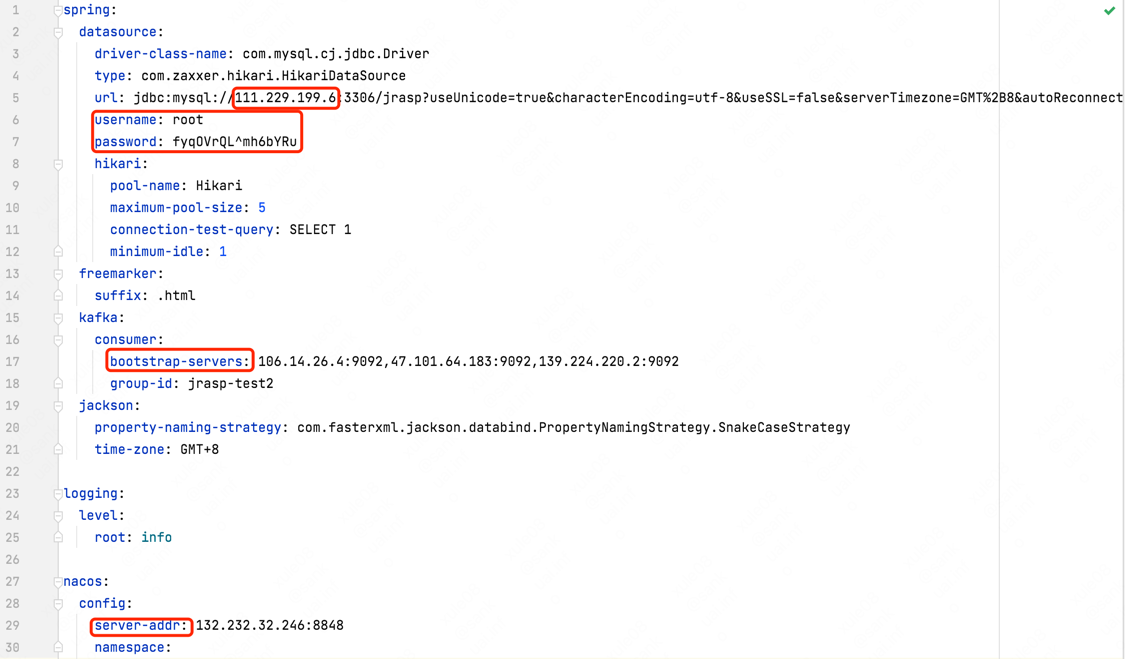 1 spring:
2 datasource:
3 driver-class-name: com.mysql.cj.jdbc.Driver
4 type: com.zaxxer.hikari.HikariDataSource
5 url: jdbc:mysql://111.229.199.6:3306/jrasp?useUnicode=true&characterEncoding=utf-8&useSSL=false&serverTimezone=GMT%2B8&autoReconnect
6 username: root
7 password: fyqOVrQL^mh6bYRu
8 hikari:
9 pool-name: Hikari
10 maximum-pool-size: 5
11 connection-test-query: SELECT 1
12 minimum-idle: 1
13 freemarker:
14 suffix: .html
15 kafka:
16 consumer:
17 bootstrap-servers: 106.14.26.4:9092,47.101.64.183:9092,139.224.220.2:9092
18 group-id: jrasp-test2
19 jackson:
20 property-naming-strategy: com.fasterxml.jackson.databind.PropertyNamingStrategy.SnakeCaseStrategy
21 time-zone: GMT+8
22
23 logging:
24 level:
25 root: info
26
27 nacos:
28 config:
29 server-addr: 132.232.32.246:8848
30 namespace: